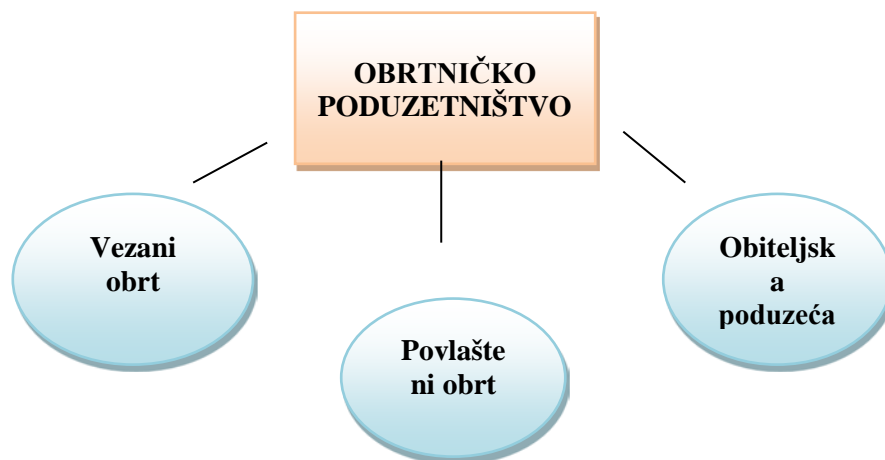 OBRTNIČKO
PODUZETNIŠTVO
Vezani
obrt
Povlašte
ni obrt
Obiteljsk
a
poduzeća